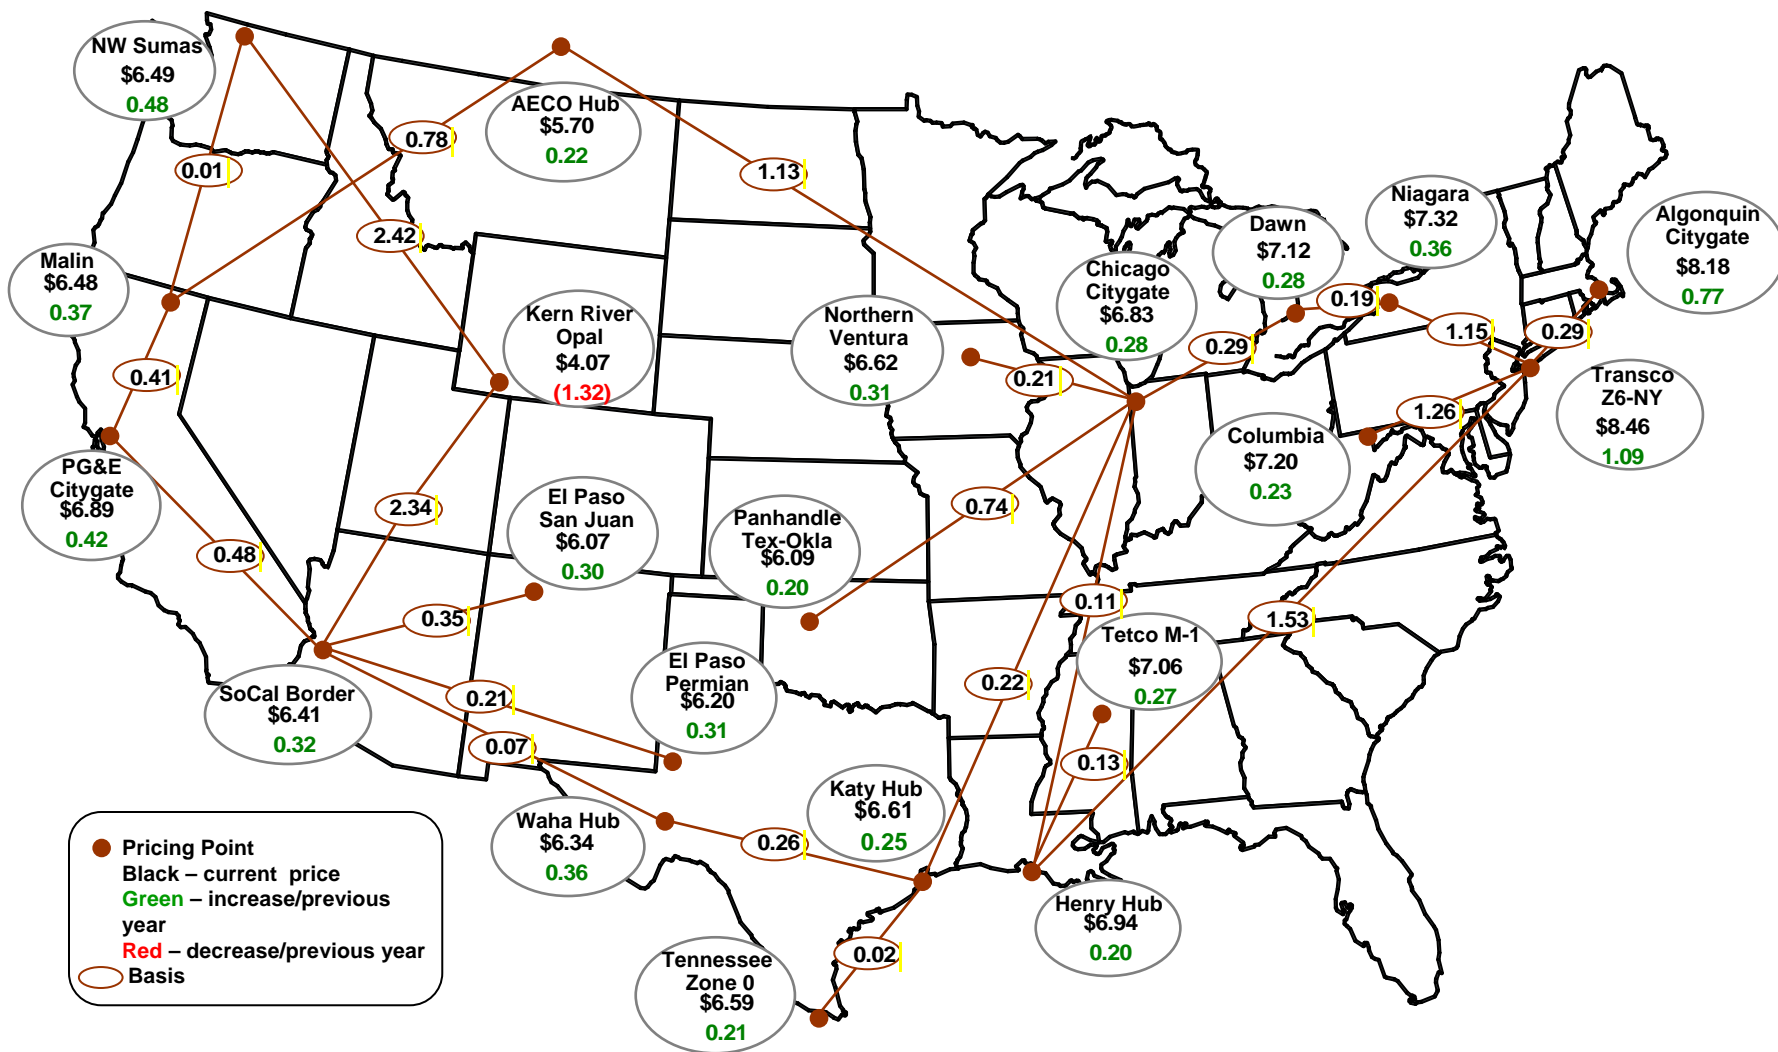 NW Sumas
$6.49
0.48
AECO Hub
$5.70
0.22
0.78
0.01
1.13
2.42
Malin
$6.48
0.37
Kern River
Opal
$4.07
(1.32)
Northern
Ventura
$6.62
0.31
Chicago
Citygate
$6.83
0.28
Dawn
$7.12
0.28
Niagara
$7.32
0.36
Algonquin
Citygate
$8.18
0.77
0.19
0.29
1.15
0.29
0.41
0.21
1.26
Transco
Z6-NY
$8.46
1.09
Columbia
$7.20
0.23
PG&E
Citygate
$6.89
0.42
0.48
2.34
El Paso
San Juan
$6.07
0.30
Panhandle
Tex-Okla
$6.09
0.20
0.74
0.35
0.11
1.53
Tetco M-1
$7.06
0.27
SoCal Border
$6.41
0.32
0.21
0.07
El Paso
Permian
$6.20
0.31
0.22
0.13
Waha Hub
$6.34
0.36
0.26
Katy Hub
$6.61
0.25
Henry Hub
$6.94
0.20
0.02
Tennessee
Zone 0
$6.59
0.21
Pricing Point
Black – current price
Green – increase/previous
year
Red – decrease/previous year
Basis